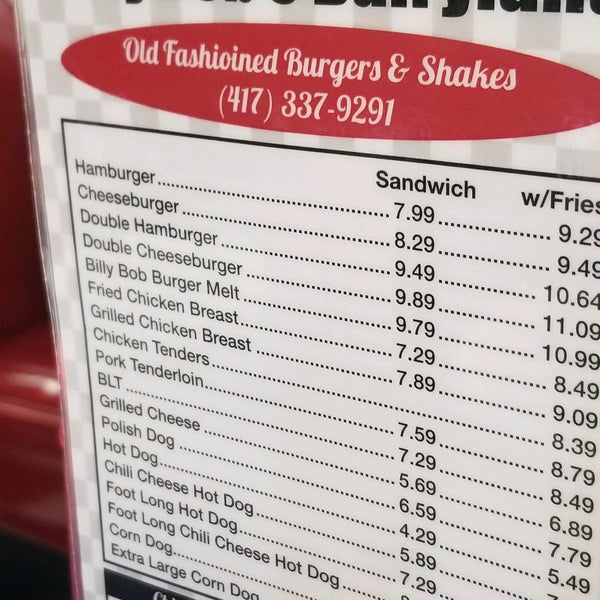 Old Fashioined Burgers & Shakes
(417) 337-9291
Sandwich w/Fries
Hamburger 7.99 9.29
Cheeseburger 8.29 9.49
Double Hamburger 9.49 10.64
Double Cheeseburger 9.89 11.09
Billy Bob Burger Melt 9.79 10.99
Fried Chicken Breast 7.29 8.49
Grilled Chicken Breast 7.89 9.09
Chicken Tenders 8.39
Pork Tenderloin 7.59 8.79
BLT 7.29 8.49
Grilled Cheese 5.69 6.89
Polish Dog 6.59 7.79
Hot Dog 4.29 5.49
Chili Cheese Hot Dog 5.89
Foot Long Hot Dog 7.29
Foot Long Chili Cheese Hot Dog
Corn Dog
Extra Large Corn Dog